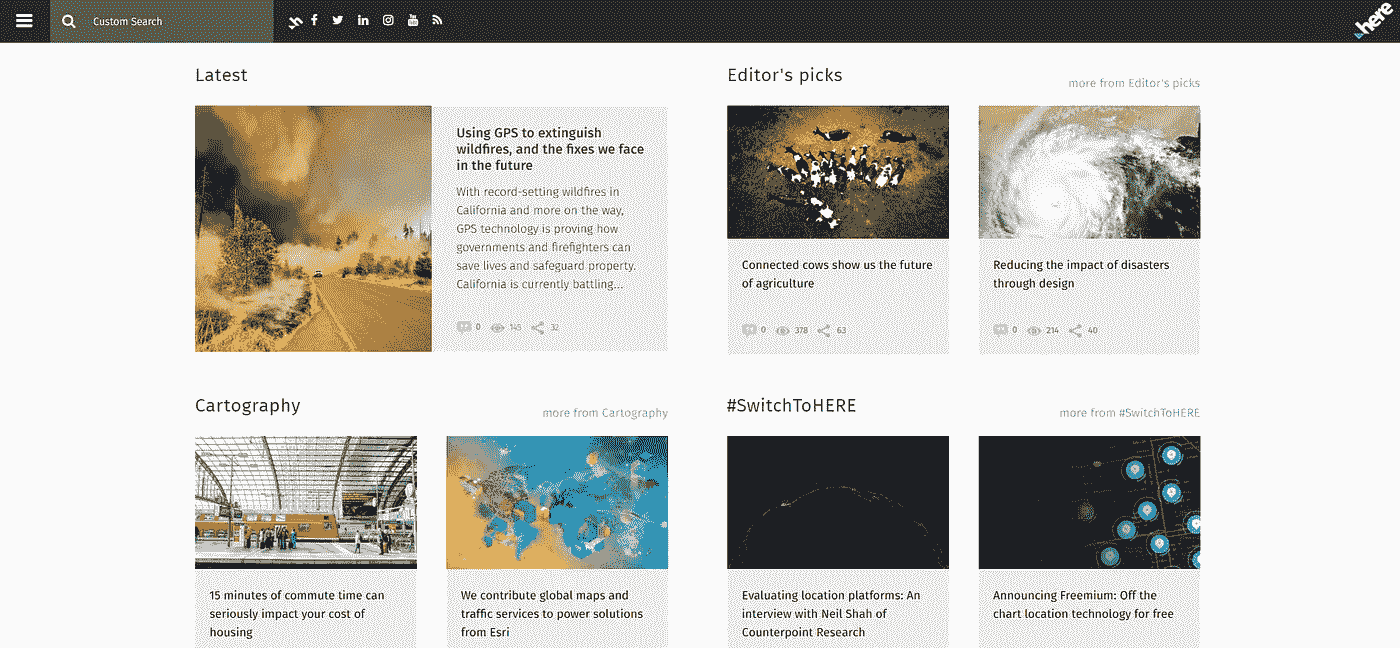 Custom Search
here
Latest
Using GPS to extinguish
wildfires, and the fixes we face
in the future
With record-setting wildfires in
California and more on the way,
GPS technology is proving how
governments and firefighters can
save lives and safeguard property.
California is currently battling...
0 145 32
Editor's picks
more from Editor's picks
Connected cows show us the future
of agriculture
0 378 63
Reducing the impact of disasters
through design
0 214 40
Cartography
more from Cartography
15 minutes of commute time can
seriously impact your cost of
housing
We contribute global maps and
traffic services to power solutions
from Esri
#SwitchToHERE
more from #SwitchToHERE
Evaluating location platforms: An
interview with Neil Shah of
Counterpoint Research
Announcing Freemium: Off the
chart location technology for free